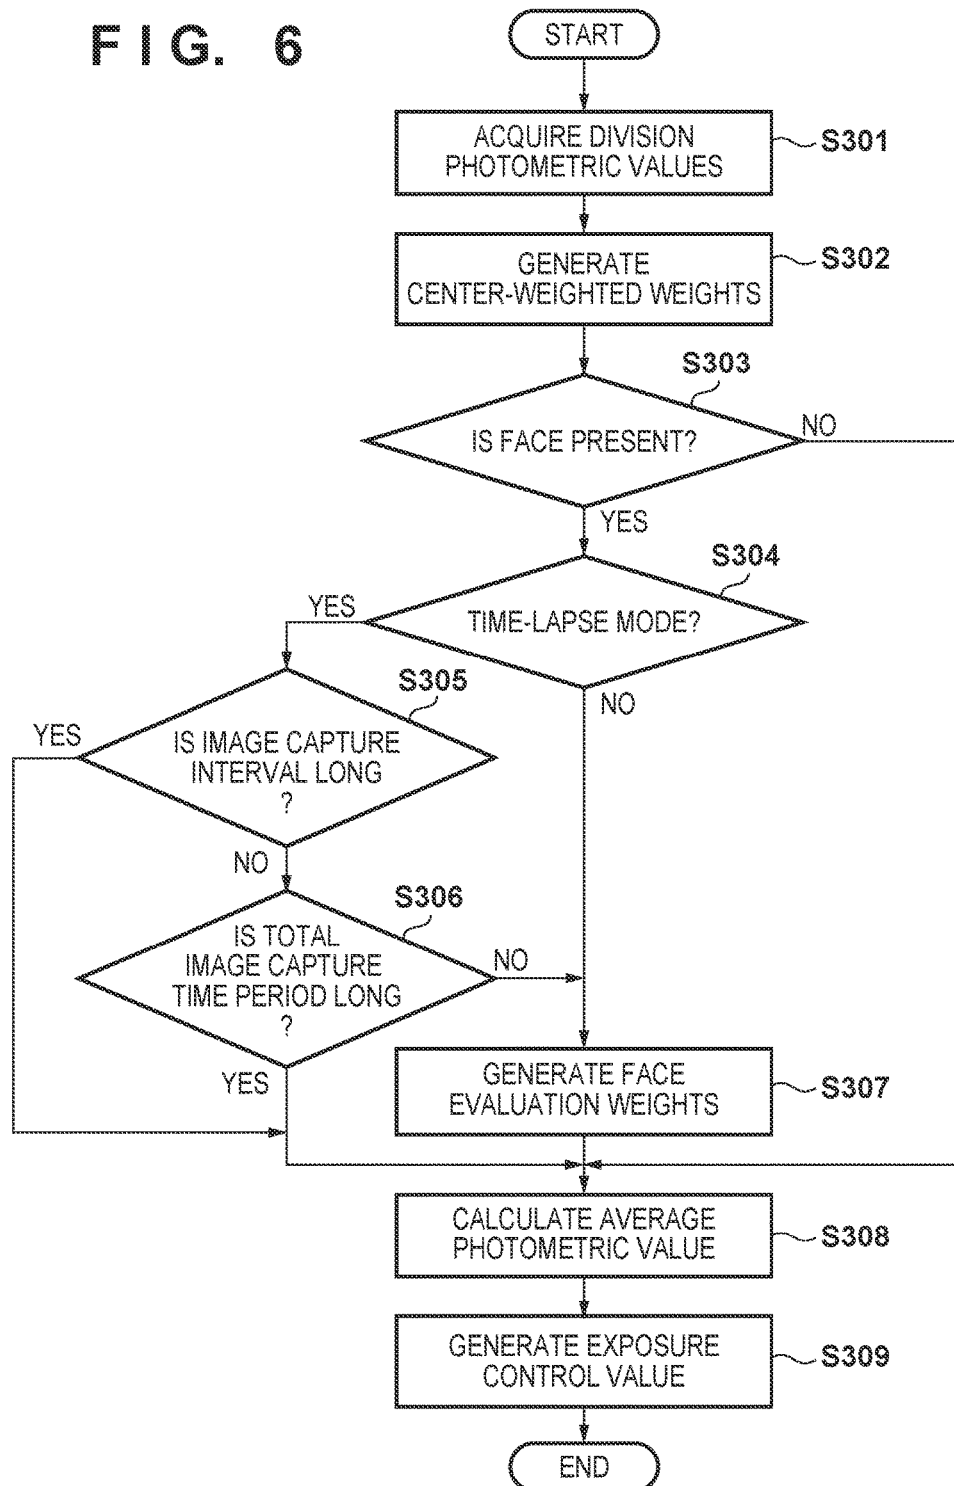 FIG. 6
START
ACQUIRE DIVISION
PHOTOMETRIC VALUES
S301
GENERATE
CENTER-WEIGHTED WEIGHTS
S302
S303
IS FACE PRESENT?
NO
YES
S304
TIME-LAPSE MODE?
YES
NO
S305
IS IMAGE CAPTURE
INTERVAL LONG
?
YES
NO
S306
IS TOTAL
IMAGE CAPTURE
TIME PERIOD LONG
?
NO
YES
GENERATE FACE
EVALUATION WEIGHTS
S307
CALCULATE AVERAGE
PHOTOMETRIC VALUE
S308
GENERATE EXPOSURE
CONTROL VALUE
S309
END